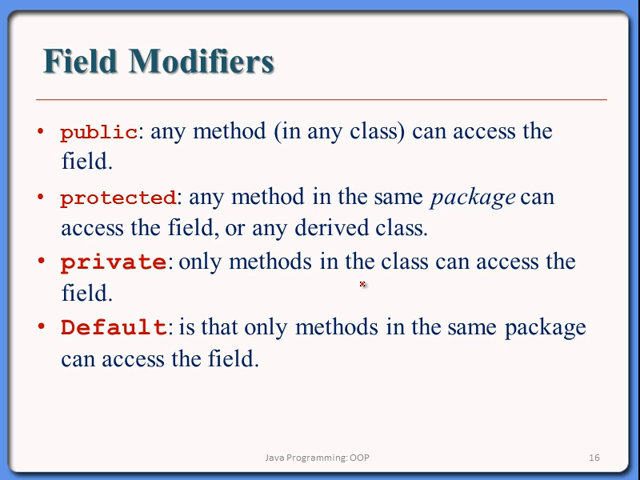 Field Modifiers
• public: any method (in any class) can access the
field.
• protected: any method in the same package can
access the field, or any derived class.
• private: only methods in the class can access the
field.
• Default: is that only methods in the same package
can access the field.
Java Programming: OOP
16